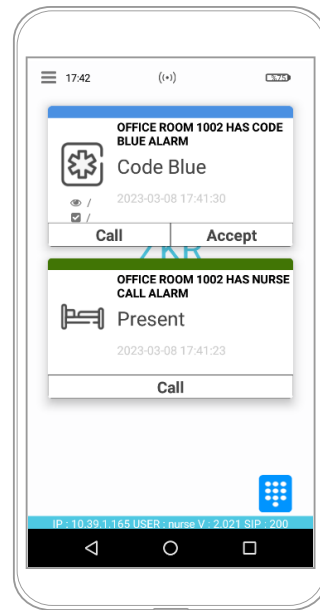 17:42
%75
OFFICE ROOM 1002 HAS CODE
BLUE ALARM
Code Blue
/
2023-03-08 17:41:30
/
Call
Accept
OFFICE ROOM 1002 HAS NURSE
CALL ALARM
Present
2023-03-08 17:41:23
Call
IP : 10.39.1.165 USER : nurse V : 2.021 SIP : 200